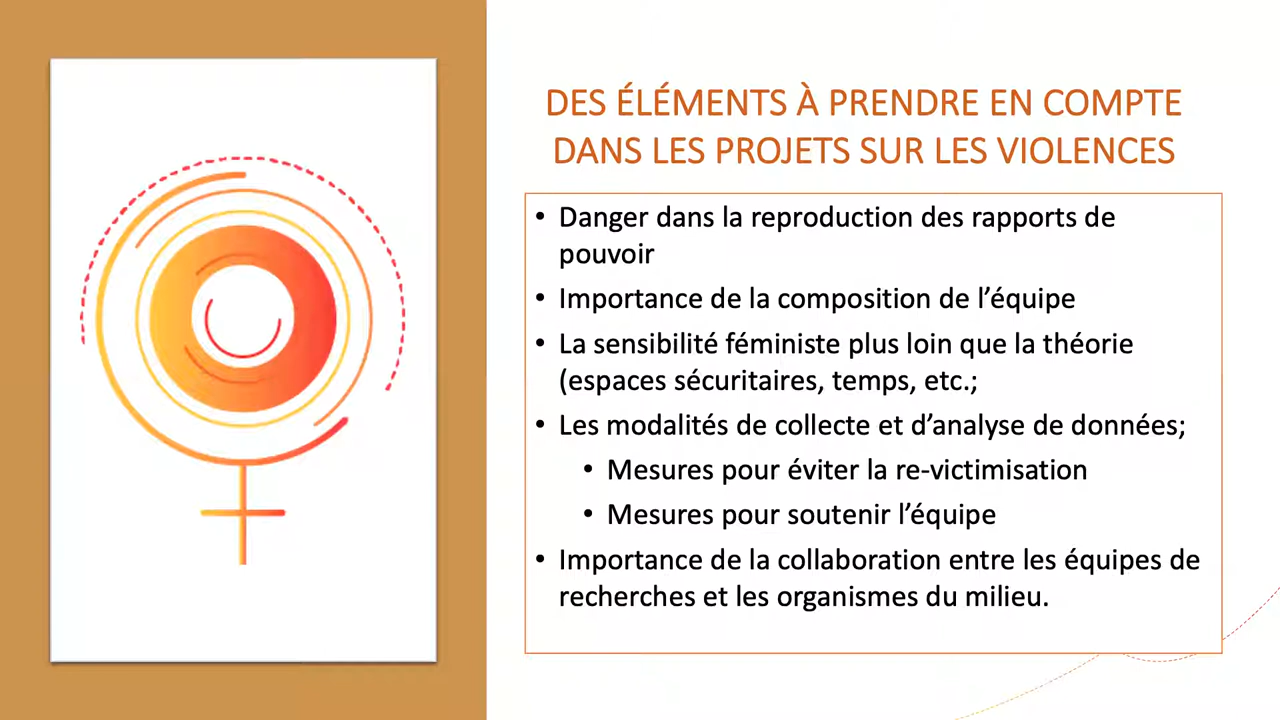 DES ÉLÉMENTS À PRENDRE EN COMPTE
DANS LES PROJETS SUR LES VIOLENCES
• Danger dans la reproduction des rapports de
pouvoir
• Importance de la composition de l’équipe
• La sensibilité féministe plus loin que la théorie
(espaces sécuritaires, temps, etc.;
• Les modalités de collecte et d’analyse de données;
• Mesures pour éviter la re-victimisation
• Mesures pour soutenir l’équipe
• Importance de la collaboration entre les équipes de
recherches et les organismes du milieu.